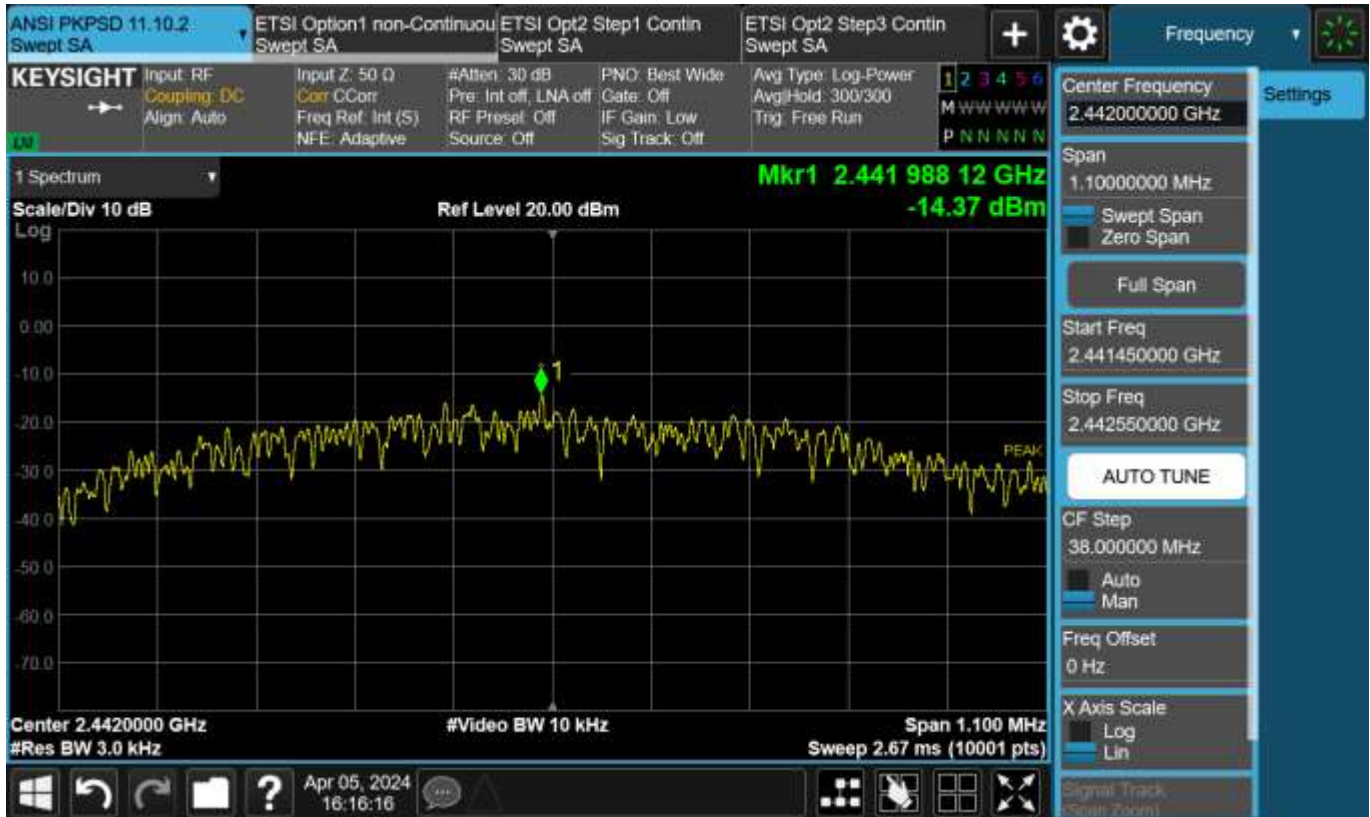 ANSI PKPSD 11.10.2
Swept SA
ETSI Option1 non-Continuou
Swept SA
ETSI Opt2 Step1 Contin
Swept SA
ETSI Opt2 Step3 Contin
Swept SA
+
Frequency
KEYSIGHT
Input: RF
Coupling: DC
Align: Auto
Input Z: 50 Ω
Corr CCorr
Freq Ref: Int (S)
NFE: Adaptive
#Atten: 30 dB
Pre: Int off, LNA off
RF Presel: Off
Source: Off
PNO: Best Wide
Gate: Off
IF Gain: Low
Sig Track: Off
Avg Type: Log-Power
Avg|Hold: 300/300
Trig: Free Run
1 2 3 4 5 6
M W W W W W
P N N N N N
1 Spectrum
Mkr1 2.441 988 12 GHz
Scale/Div 10 dB
Ref Level 20.00 dBm
-14.37 dBm
Log
10.0
0.00
-10.0
-20.0
-30.0
-40.0
-50.0
-60.0
-70.0
1
PEAK
Center 2.4420000 GHz
#Video BW 10 kHz
Span 1.100 MHz
#Res BW 3.0 kHz
Sweep 2.67 ms (10001 pts)
?
Apr 05, 2024
16:16:16
Center Frequency
2.442000000 GHz
Settings
Span
1.10000000 MHz
Swept Span
Zero Span
Full Span
Start Freq
2.441450000 GHz
Stop Freq
2.442550000 GHz
AUTO TUNE
CF Step
38.000000 MHz
Auto
Man
Freq Offset
0 Hz
X Axis Scale
Log
Lin
Signal Track
(Span Zoom)